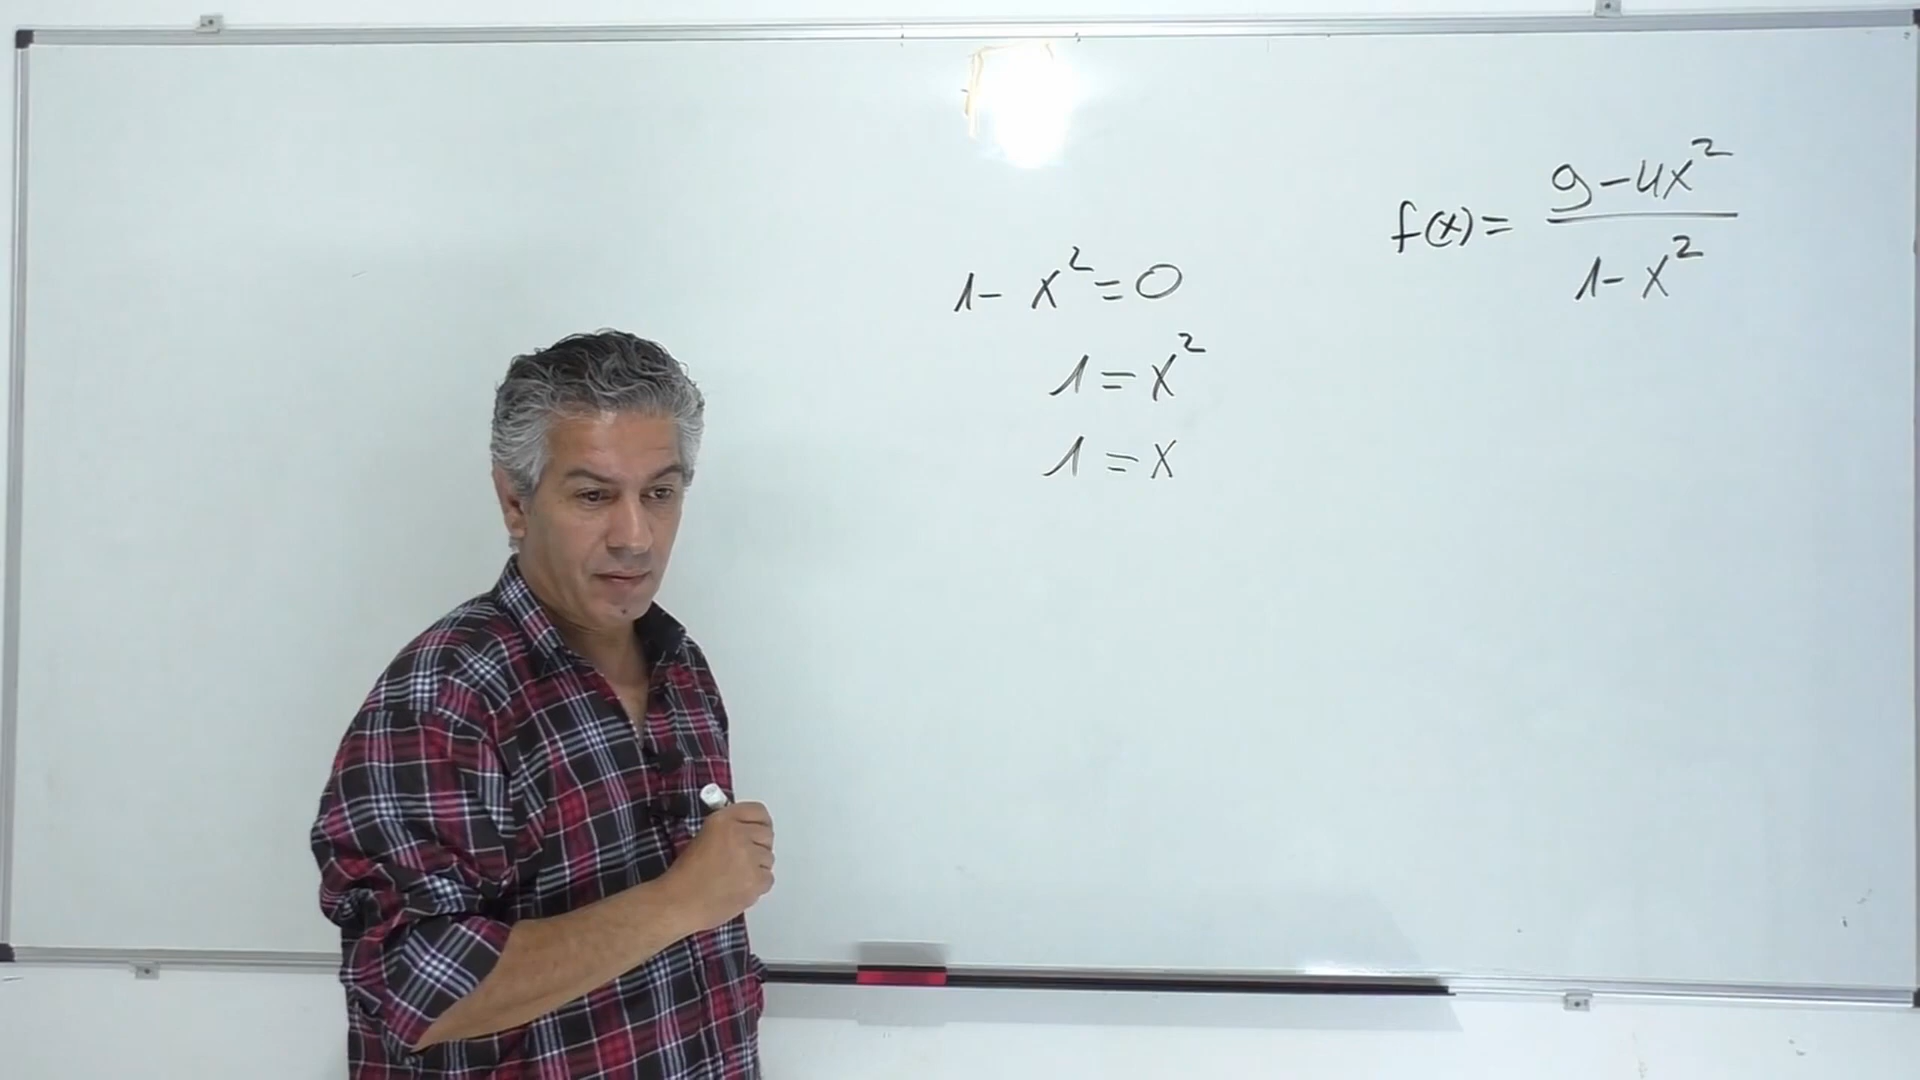 1 - x² = 0
1 = x²
1 = x
f(x) = (9 - 4x²) / (1 - x²)